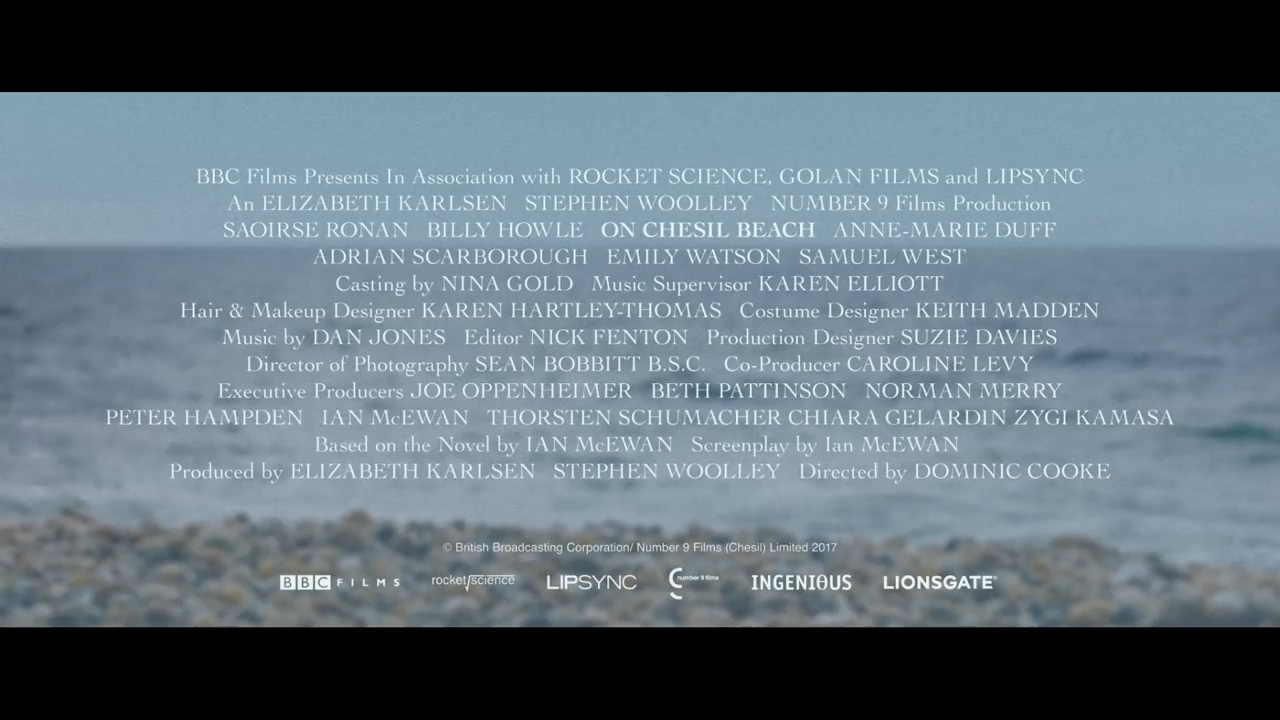 BBC Films Presents In Association with ROCKET SCIENCE, GOLAN FILMS and LIPSYNC
An ELIZABETH KARLSEN STEPHEN WOOLLEY NUMBER 9 Films Production
SAOIRSE RONAN BILLY HOWLE ON CHESIL BEACH ANNE-MARIE DUFF
ADRIAN SCARBOROUGH EMILY WATSON SAMUEL WEST
Casting by NINA GOLD Music Supervisor KAREN ELLIOTT
Hair & Makeup Designer KAREN HARTLEY-THOMAS Costume Designer KEITH MADDEN
Music by DAN JONES Editor NICK FENTON Production Designer SUZIE DAVIES
Director of Photography SEAN BOBBITT B.S.C. Co-Producer CAROLINE LEVY
Executive Producers JOE OPPENHEIMER BETH PATTINSON NORMAN MERRY
PETER HAMPDEN IAN McEWAN THORSTEN SCHUMACHER CHIARA GELARDIN ZYGI KAMASA
Based on the Novel by IAN McEWAN Screenplay by Ian McEWAN
Produced by ELIZABETH KARLSEN STEPHEN WOOLLEY Directed by DOMINIC COOKE
© British Broadcasting Corporation/ Number 9 Films (Chesil) Limited 2017
BBC FILMS rocket science LIPSYNC number 9 films INGENIOUS LIONSGATE